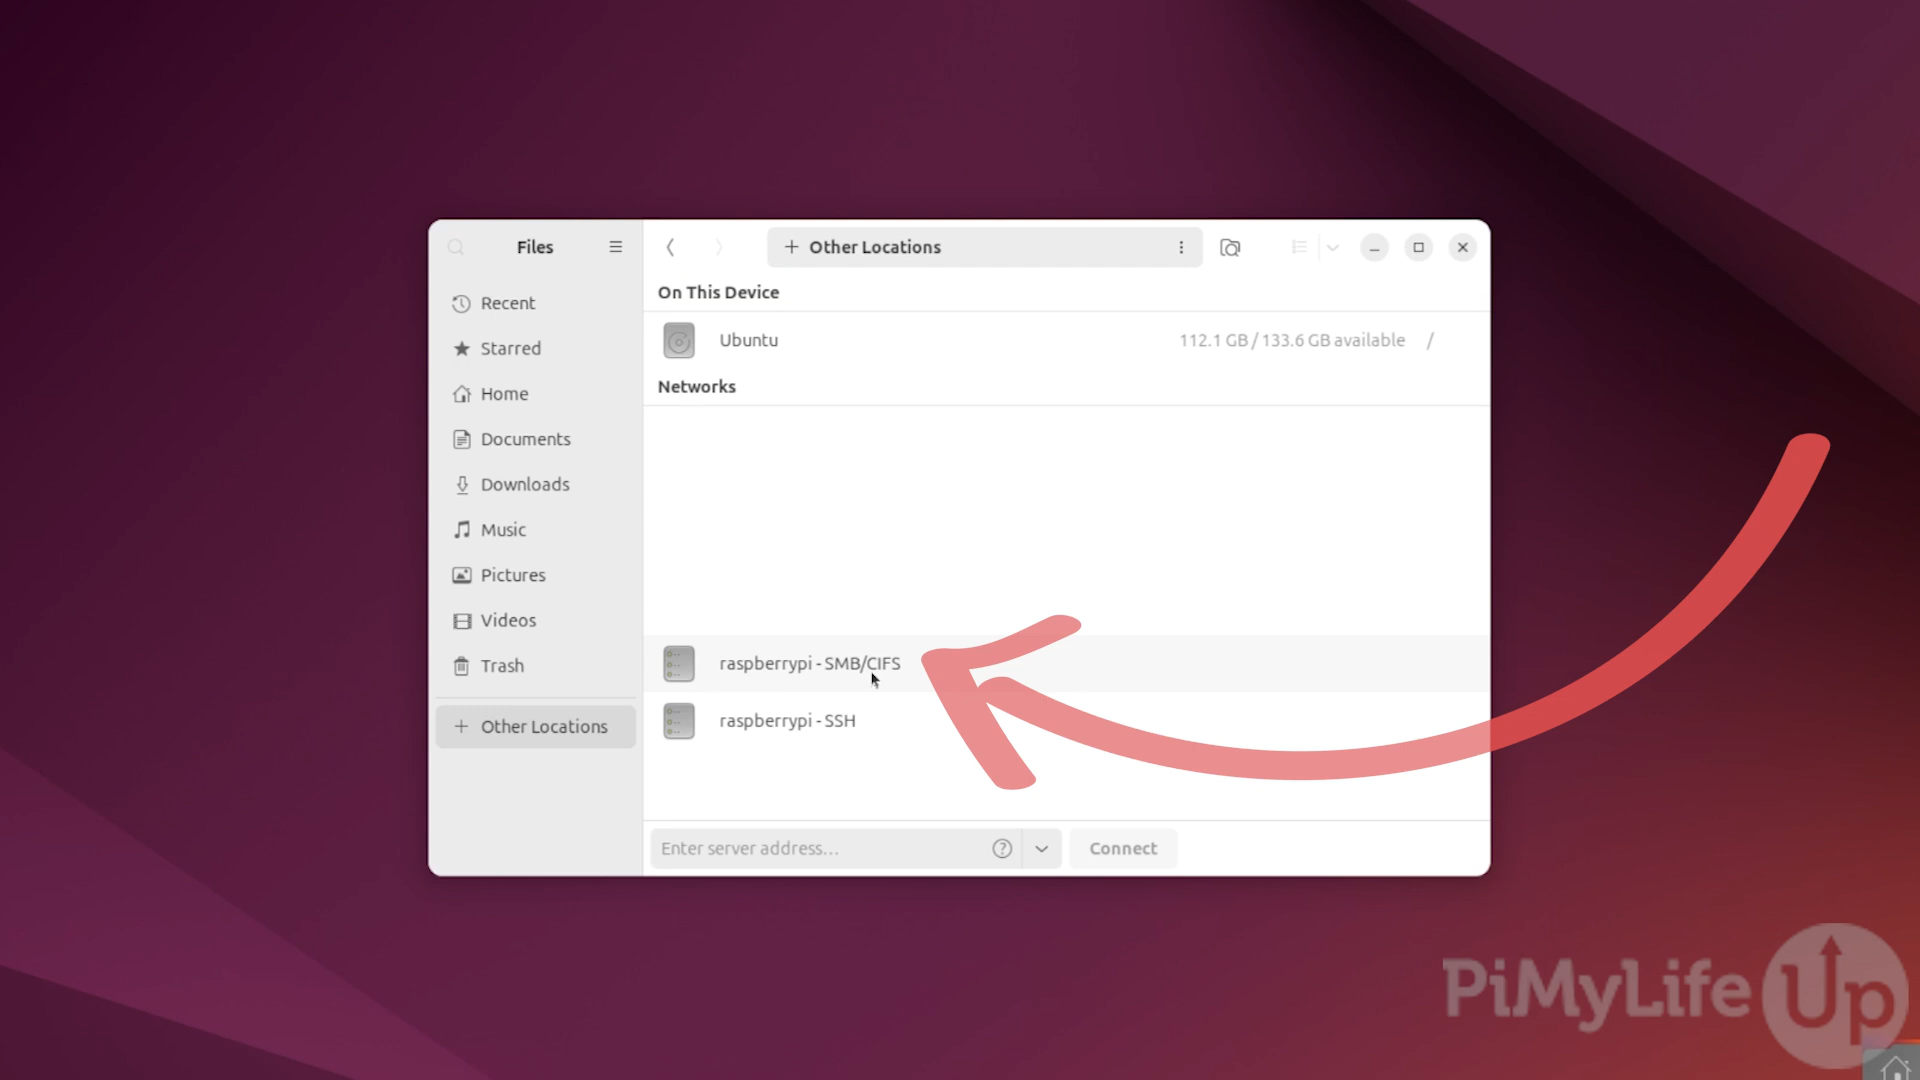 Files
Other Locations
Recent
Starred
Home
Documents
Downloads
Music
Pictures
Videos
Trash
Other Locations
On This Device
Ubuntu 112.1 GB / 133.6 GB available /
Networks
raspberrypi - SMB/CIFS
raspberrypi - SSH
Enter server address…
Connect
PiMyLifeUp